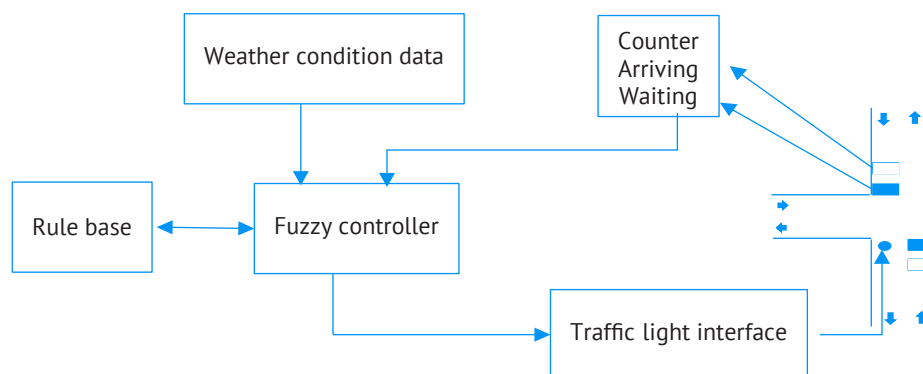 Weather condition data
Counter
Arriving
Waiting
Rule base
Fuzzy controller
Traffic light interface